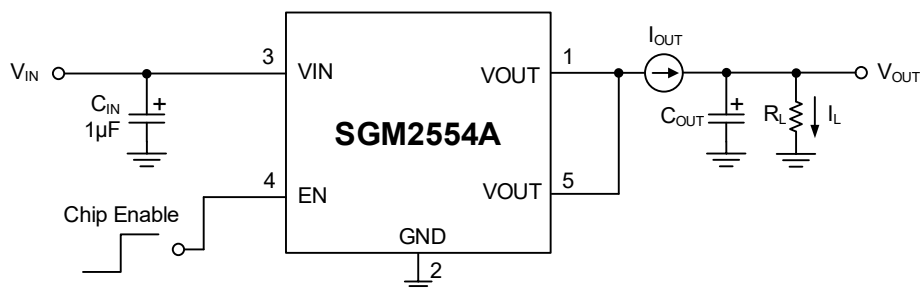 I_OUT
V_IN
3
VIN
VOUT
1
V_OUT
C_IN
1µF
+
SGM2554A
C_OUT
+
R_L
I_L
4
EN
VOUT
5
Chip Enable
GND
2